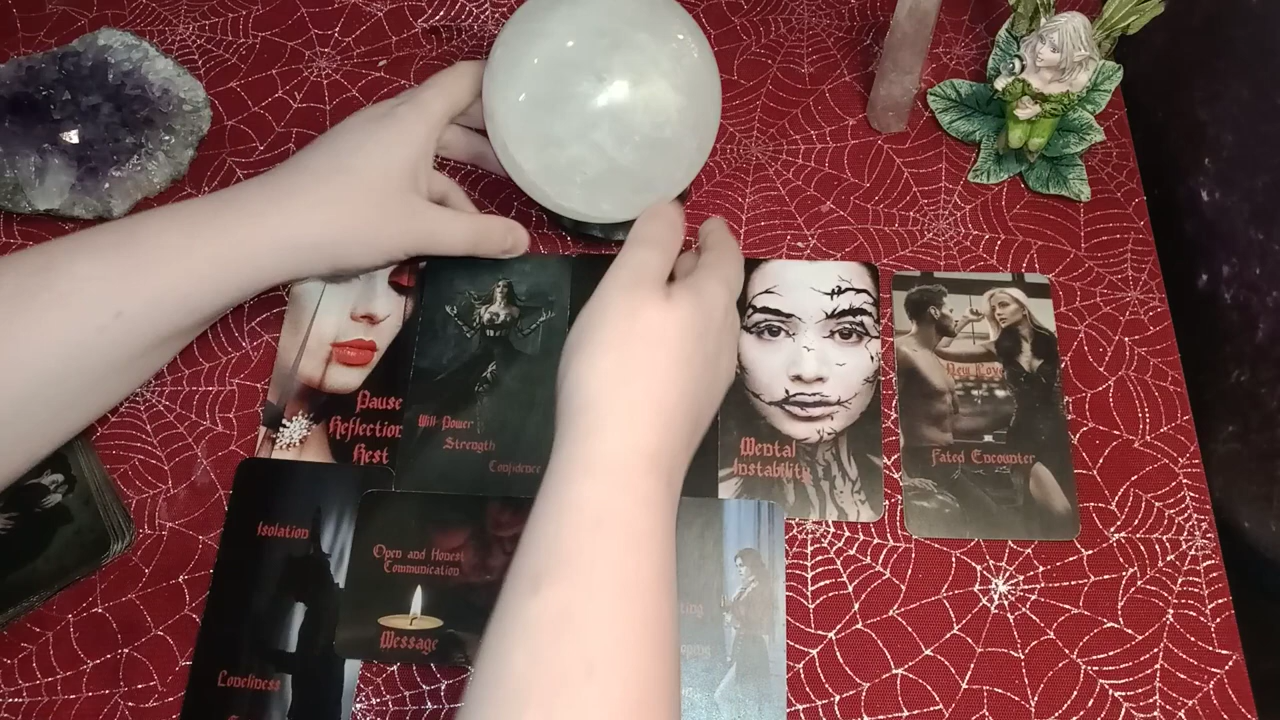 Pause
Reflection
Rest
Will Power
Strength
Confidence
Mental
Instability
New Love
Fated Encounter
Isolation
Loneliness
Open and Honest
Communication
Message